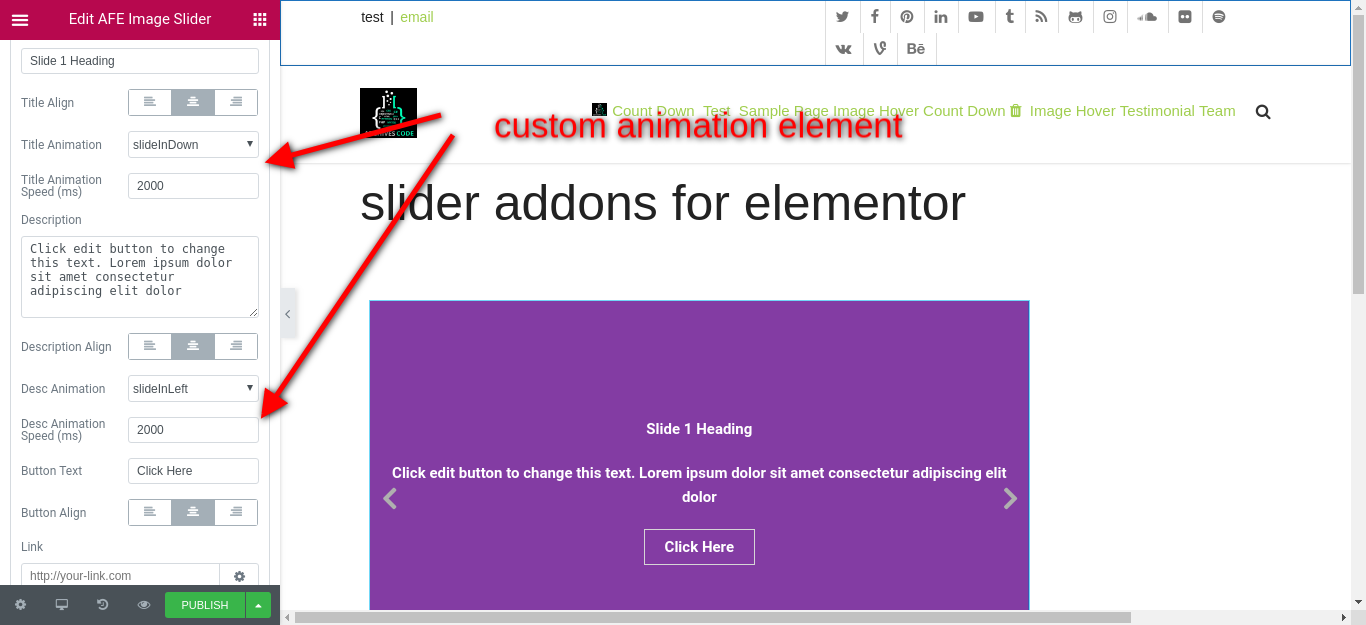 Edit AFE Image Slider
Slide 1 Heading
Title Align
Title Animation
slideInDown
Title Animation
Speed (ms)
2000
Description
Click edit button to change
this text. Lorem ipsum dolor
sit amet consectetur
adipiscing elit dolor
Description Align
Desc Animation
slideInLeft
Desc Animation
Speed (ms)
2000
Button Text
Click Here
Button Align
Link
http://your-link.com
PUBLISH
test | email
Bē
CODE
Count Down Test Sample Page Image Hover Count Down Image Hover Testimonial Team
custom animation element
slider addons for elementor
Slide 1 Heading
Click edit button to change this text. Lorem ipsum dolor sit amet consectetur adipiscing elit
dolor
Click Here